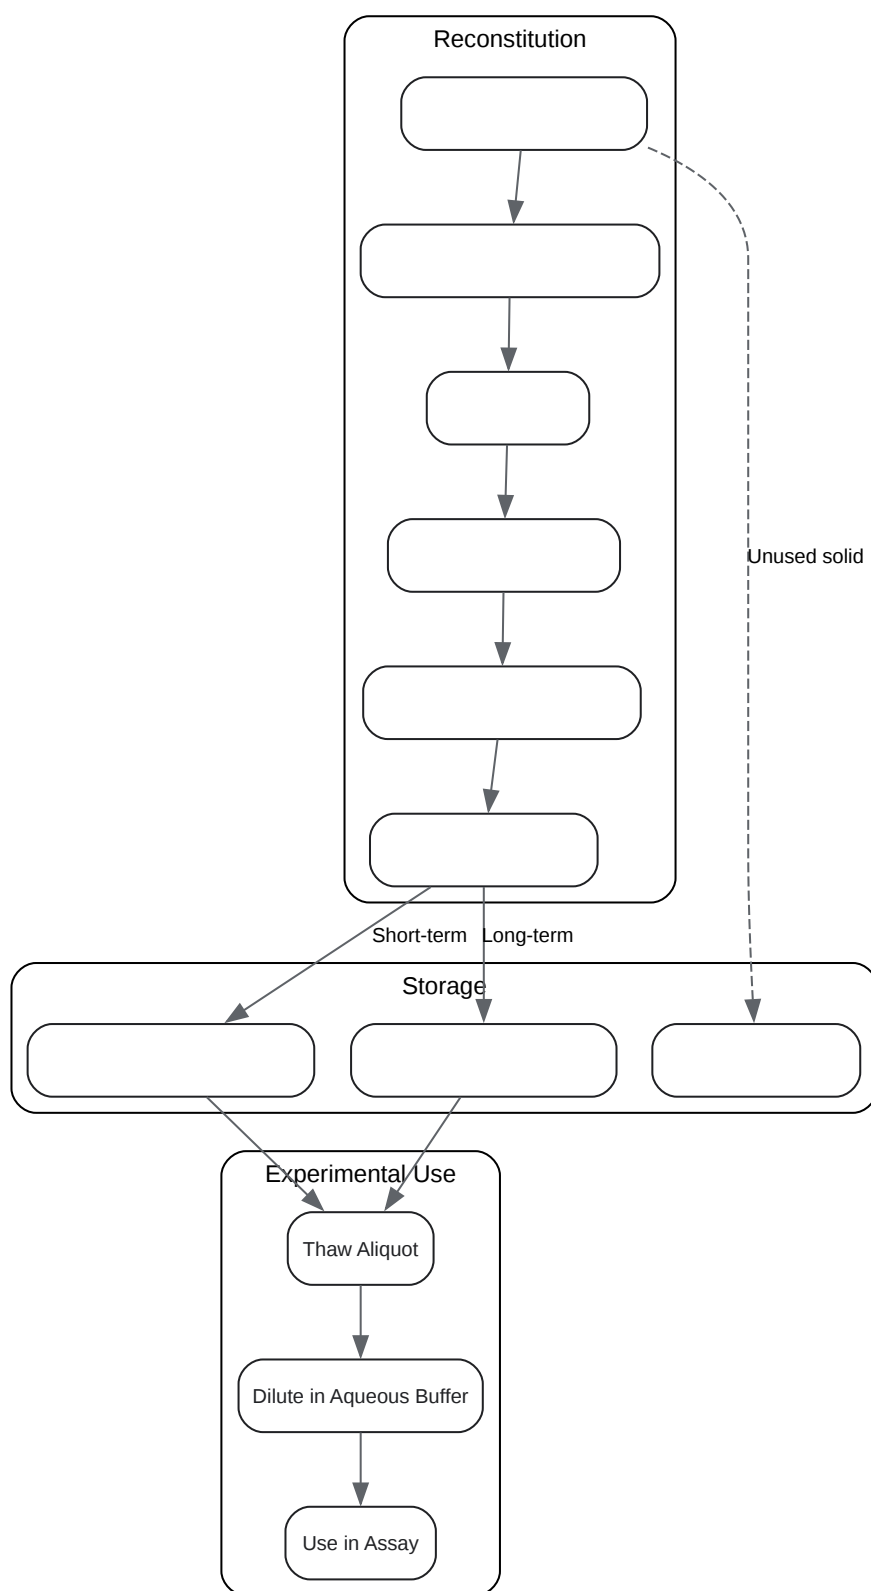 Reconstitution
Unused solid
Short-term
Long-term
Storage
Experimental Use
Thaw Aliquot
Dilute in Aqueous Buffer
Use in Assay